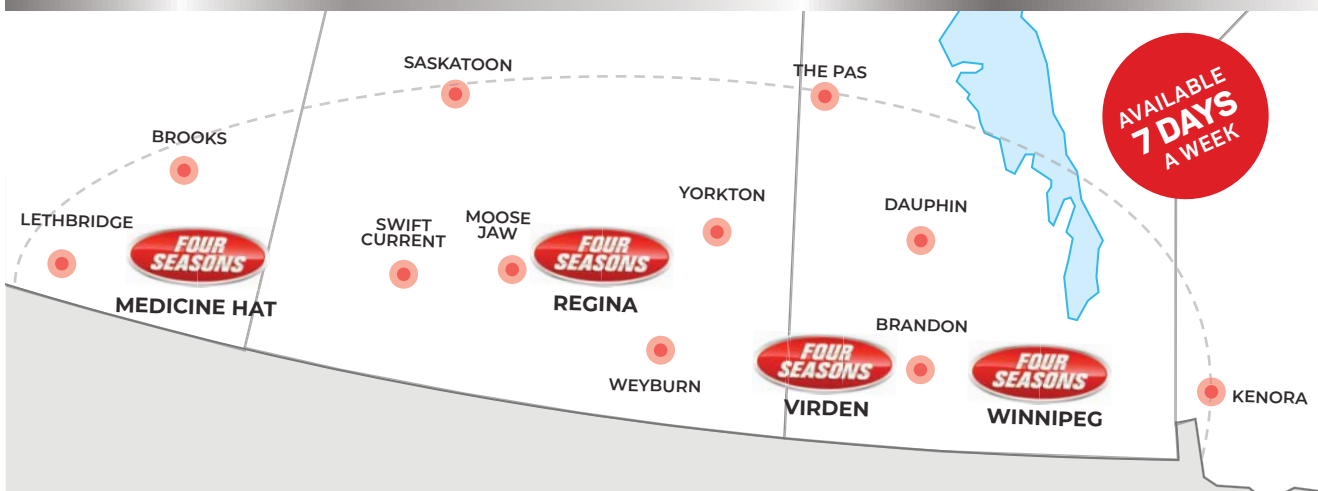 SASKATOON
THE PAS
AVAILABLE
7 DAYS
A WEEK
BROOKS
YORKTON
DAUPHIN
LETHBRIDGE
FOUR
SEASONS
MEDICINE HAT
SWIFT
CURRENT
MOOSE
JAW
FOUR
SEASONS
REGINA
WEYBURN
FOUR
SEASONS
VIRDEN
BRANDON
FOUR
SEASONS
WINNIPEG
KENORA